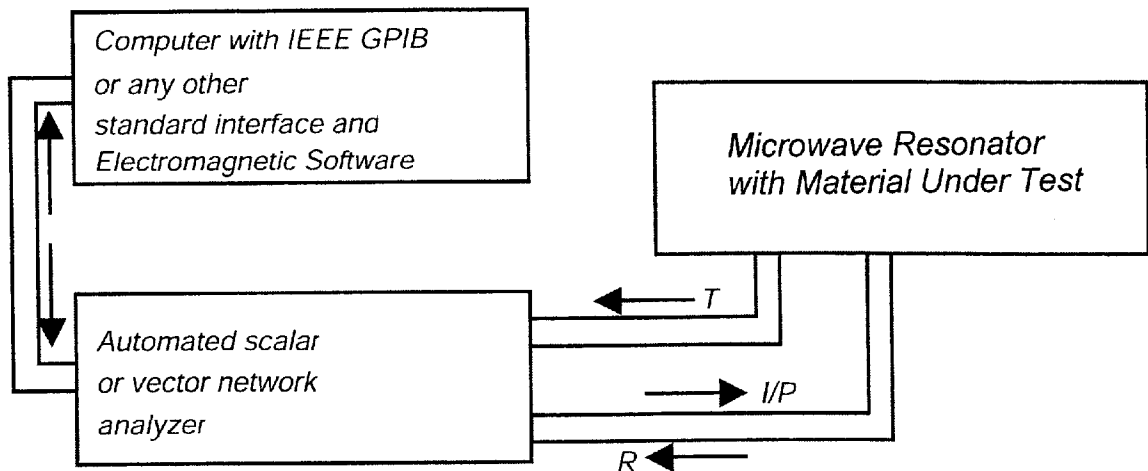 Computer with IEEE GPIB
or any other
standard interface and
Electromagnetic Software
Microwave Resonator
with Material Under Test
T
Automated scalar
or vector network
analyzer
I/P
R